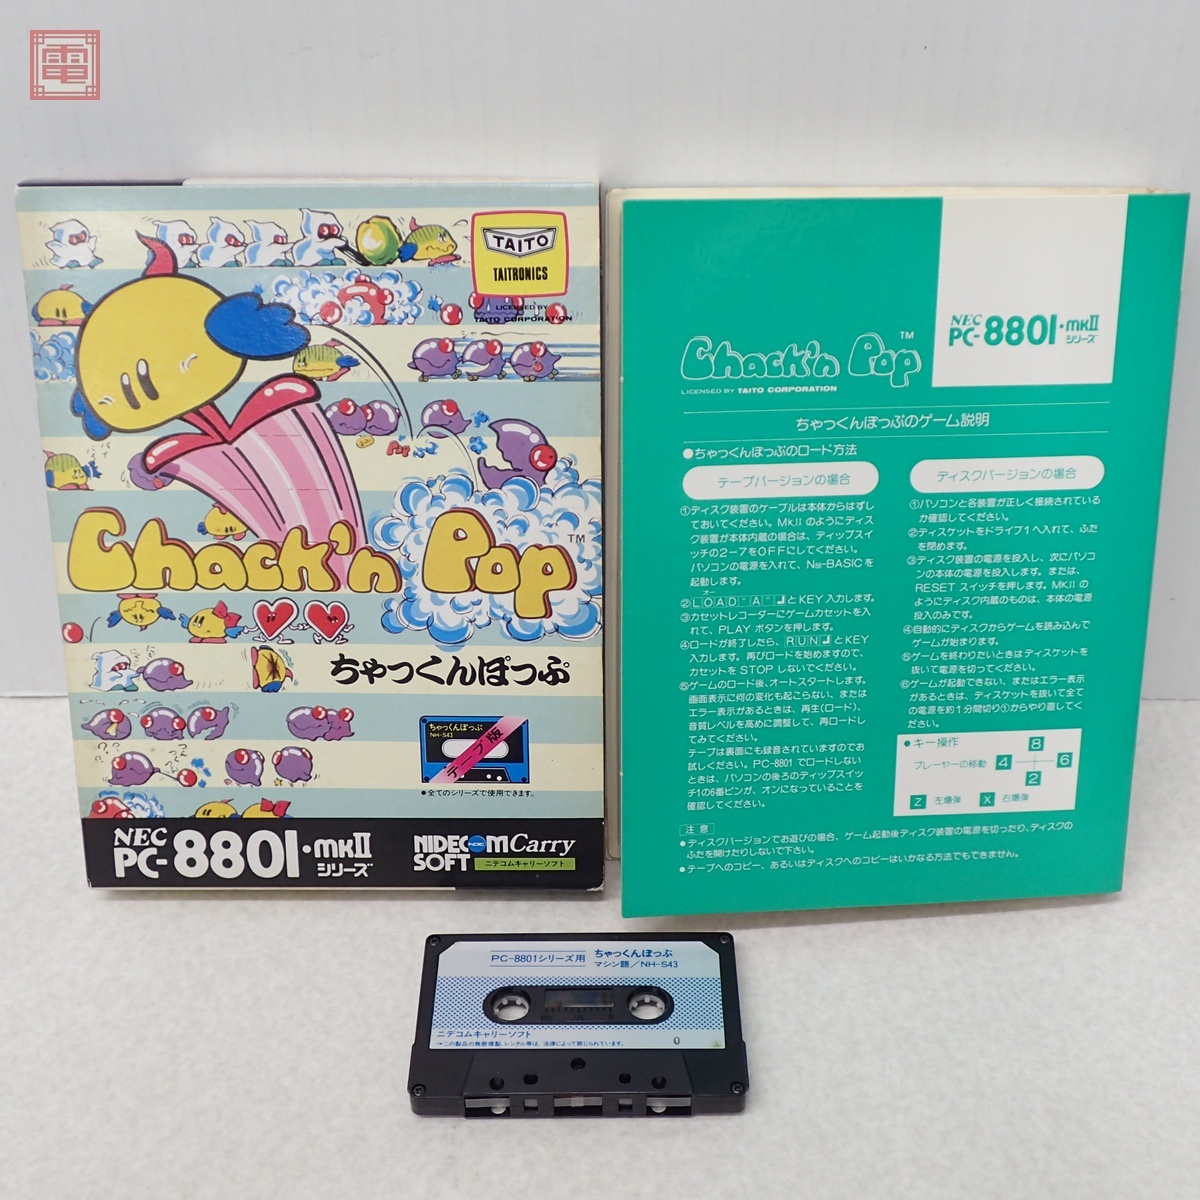 電
TAITO
TAITRONICS
LICENSED BY
TAITO CORPORATION
Pop
Chack'n Pop™
ちゃっくんぽっぷ
ちゃっくんぽっぷ
NH-S43
テープ版
●全てのシリーズで使用できます。
NEC
PC-8801・mkII
シリーズ
NIDECOM Carry
SOFT
ニデコムキャリーソフト
Chack'n Pop™
LICENSED BY TAITO CORPORATION
NEC
PC-8801・mkII
シリーズ
ちゃっくんぽっぷのゲーム説明
●ちゃっくんぽっぷのロード方法
テープバージョンの場合
①ディスク装置のケーブルは本体からはずし
ておいてください。MKIIのようにディス
ク装置が本体内蔵の場合は、ディップスイ
ッチの2-7をOFFにしてください。
パソコンの電源を入れて、N88-BASICを
起動します。
オー
②LOAD"A"↲とKEY入力します。
③カセットレコーダーにゲームカセットを入
れて、PLAYボタンを押します。
④ロードが終了したら、RUN↲とKEY
入力します。再びロードを始めますので、
カセットをSTOPしないでください。
⑤ゲームのロード後、オートスタートします。
画面表示に何の変化も起こらない、または
エラー表示があるときは、再生(ロード)、
音質レベルを高めに調整して、再ロードし
てみてください。
テープは裏面にも録音されていますのでお
試しください。PC-8801でロードしない
ときは、パソコンの後ろのディップスイッ
チ1の6番ピンが、オンになっていることを
確認してください。
ディスクバージョンの場合
①パソコンと各装置が正しく接続されている
か確認してください。
②ディスケットをドライブ1へ入れて、ふた
を閉めます。
③ディスク装置の電源を投入し、次にパソコ
ンの本体の電源を投入します。または、
RESETスイッチを押します。MKIIの
ようにディスク内蔵のものは、本体の電源
投入のみです。
④自動的にディスクからゲームを読み込んで
ゲームが始まります。
⑤ゲームを終わりたいときはディスケットを
抜いて電源を切ってください。
⑥ゲームが起動できない、またはエラー表示
があるときは、ディスケットを抜いて全て
の電源を約1分間切り①からやり直してく
ださい。
●キー操作
プレーヤーの移動
8
4 6
2
Z 左爆弾 X 右爆弾
注意
●ディスクバージョンでお遊びの場合、ゲーム起動後ディスク装置の電源を切ったり、ディスクの
ふたを開けたりしないで下さい。
●テープへのコピー、あるいはディスクへのコピーはいかなる方法でもできません。
PC-8801シリーズ用 ちゃっくんぽっぷ
マシン語/NH-S43
ニデコムキャリーソフト
⇒この製品の無断複製、レンタル等は、法律によって禁じられています。